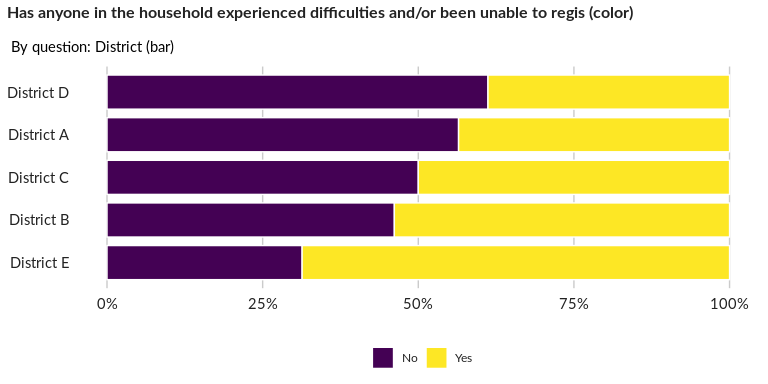 Has anyone in the household experienced difficulties and/or been unable to regis (color)
By question: District (bar)
District D
District A
District C
District B
District E
0% 25% 50% 75% 100%
No Yes